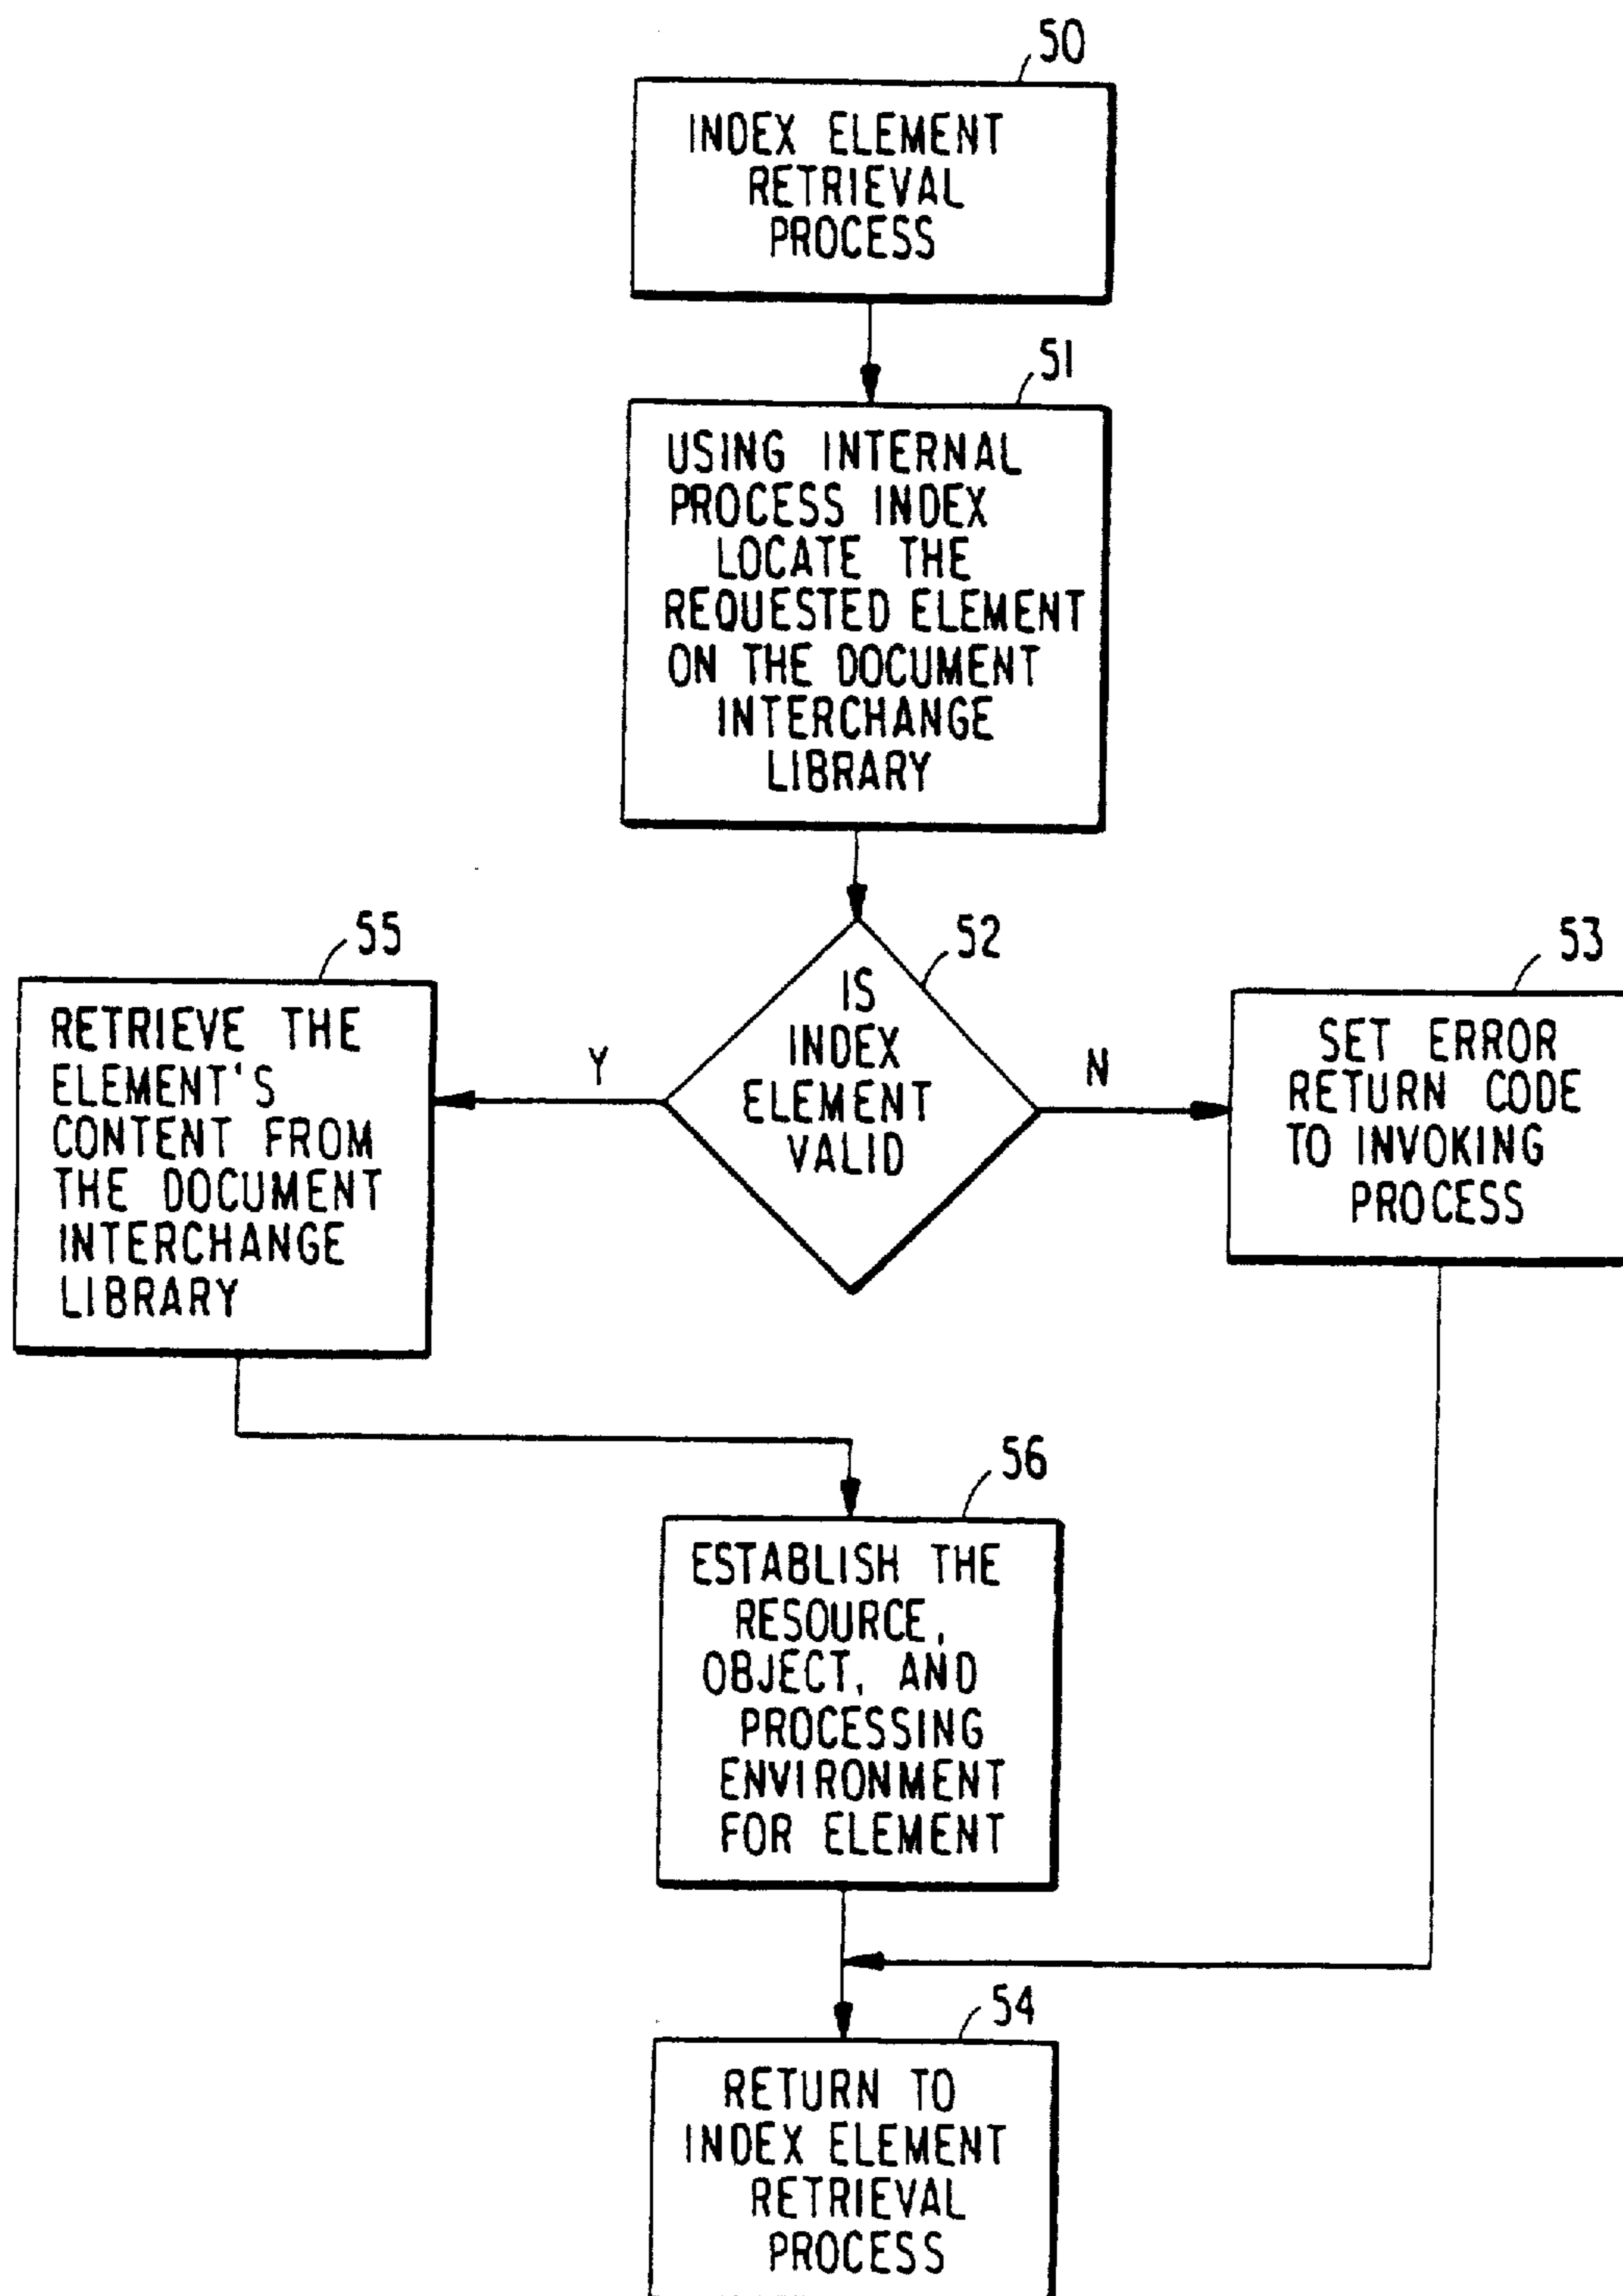 50
INDEX ELEMENT
RETRIEVAL
PROCESS
51
USING INTERNAL
PROCESS INDEX
LOCATE THE
REQUESTED ELEMENT
ON THE DOCUMENT
INTERCHANGE
LIBRARY
52
IS
INDEX
ELEMENT
VALID
Y
N
55
RETRIEVE THE
ELEMENT'S
CONTENT FROM
THE DOCUMENT
INTERCHANGE
LIBRARY
53
SET ERROR
RETURN CODE
TO INVOKING
PROCESS
56
ESTABLISH THE
RESOURCE,
OBJECT, AND
PROCESSING
ENVIRONMENT
FOR ELEMENT
54
RETURN TO
INDEX ELEMENT
RETRIEVAL
PROCESS